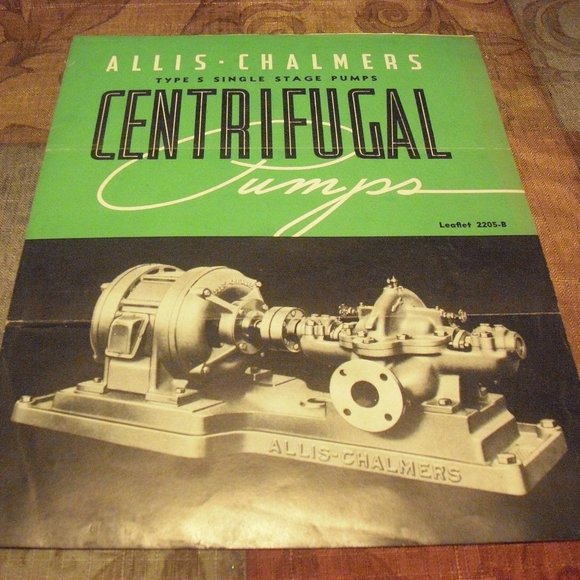 ALLIS-CHALMERS
TYPE S SINGLE STAGE PUMPS
CENTRIFUGAL
Pumps
Leaflet 2205-B
ALLIS-CHALMERS